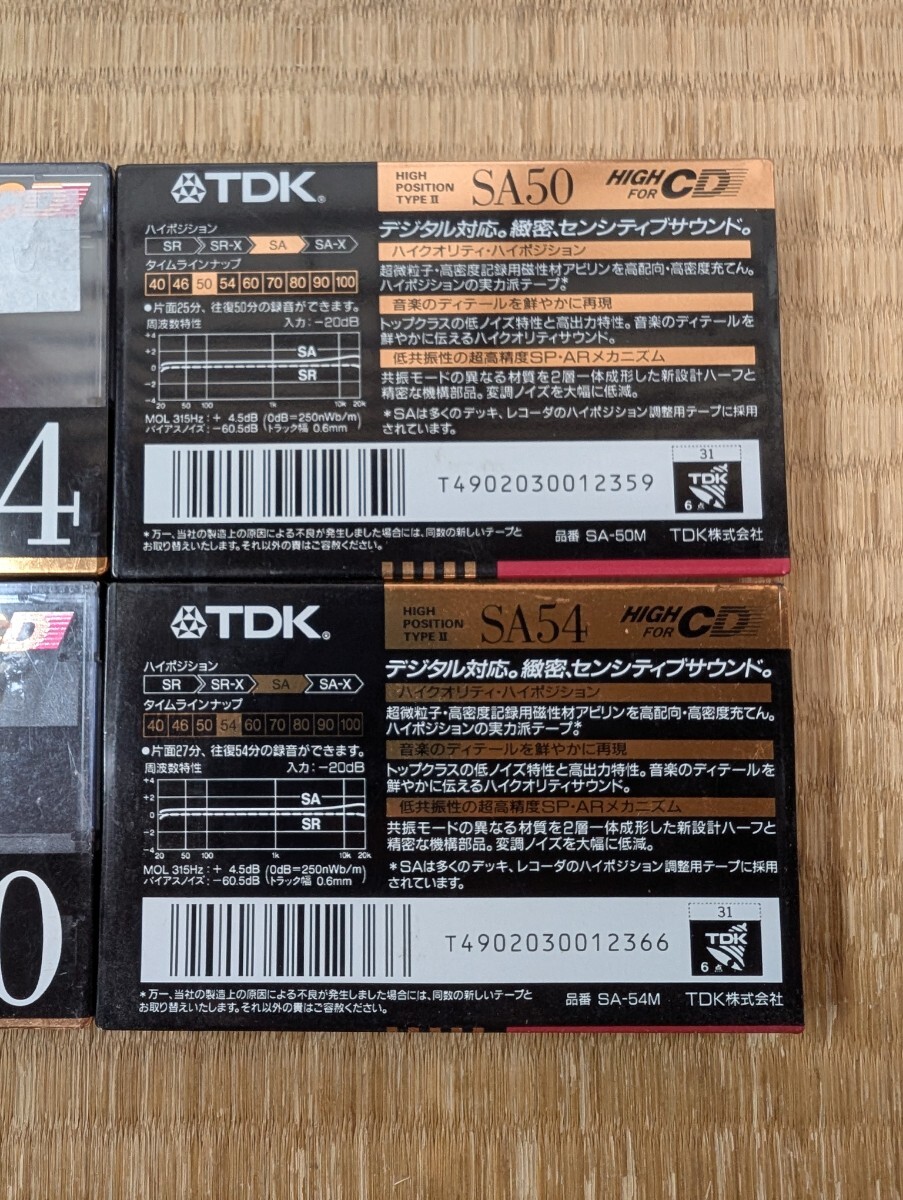 TDK®
HIGH
POSITION
TYPE II
SA50
HIGH
FOR
CD
ハイポジション
SR SR-X SA SA-X
タイムラインナップ
40 46 50 54 60 70 80 90 100
●片面25分、往復50分の録音ができます。
周波数特性 入力:−20dB
+4
+2
0
−2
−4
SA
SR
20 50 100 1k 10k 20k
MOL 315Hz:+ 4.5dB (0dB=250nWb/m)
バイアスノイズ:−60.5dB (トラック幅 0.6mm)
デジタル対応。緻密、センシティブサウンド。
ハイクオリティ・ハイポジション
超微粒子・高密度記録用磁性材アビリンを高配向・高密度充てん。
ハイポジションの実力派テープ。*
音楽のディテールを鮮やかに再現
トップクラスの低ノイズ特性と高出力特性。音楽のディテールを
鮮やかに伝えるハイクオリティサウンド。
低共振性の超高精度SP・ARメカニズム
共振モードの異なる材質を2層一体成形した新設計ハーフと
精密な機構部品。変調ノイズを大幅に低減。
*SAは多くのデッキ、レコーダのハイポジション調整用テープに採用
されています。
T4902030012359
31
TDK
6点
*万一、当社の製造上の原因による不良が発生しました場合には、同数の新しいテープと
お取り替えいたします。それ以外の責はご容赦ください。
品番 SA-50M TDK株式会社
4
CD
TDK®
HIGH
POSITION
TYPE II
SA54
HIGH
FOR
CD
ハイポジション
SR SR-X SA SA-X
タイムラインナップ
40 46 50 54 60 70 80 90 100
●片面27分、往復54分の録音ができます。
周波数特性 入力:−20dB
+4
+2
0
−2
−4
SA
SR
20 50 100 1k 10k 20k
MOL 315Hz:+ 4.5dB (0dB=250nWb/m)
バイアスノイズ:−60.5dB (トラック幅 0.6mm)
デジタル対応。緻密、センシティブサウンド。
ハイクオリティ・ハイポジション
超微粒子・高密度記録用磁性材アビリンを高配向・高密度充てん。
ハイポジションの実力派テープ。*
音楽のディテールを鮮やかに再現
トップクラスの低ノイズ特性と高出力特性。音楽のディテールを
鮮やかに伝えるハイクオリティサウンド。
低共振性の超高精度SP・ARメカニズム
共振モードの異なる材質を2層一体成形した新設計ハーフと
精密な機構部品。変調ノイズを大幅に低減。
*SAは多くのデッキ、レコーダのハイポジション調整用テープに採用
されています。
T4902030012366
31
TDK
6点
*万一、当社の製造上の原因による不良が発生しました場合には、同数の新しいテープと
お取り替えいたします。それ以外の責はご容赦ください。
品番 SA-54M TDK株式会社
0